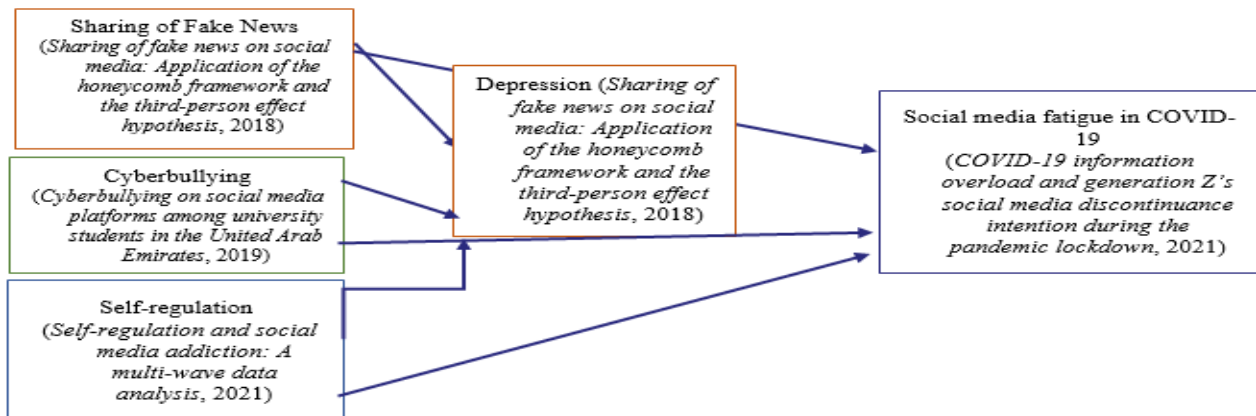 Sharing of Fake News
(Sharing of fake news on social
media: Application of the
honeycomb framework and
the third-person effect
hypothesis, 2018)
Cyberbullying
(Cyberbullying on social media
platforms among university
students in the United Arab
Emirates, 2019)
Self-regulation
(Self-regulation and social
media addiction: A
multi-wave data
analysis, 2021)
Depression (Sharing of
fake news on social
media: Application
of the honeycomb
framework and the
third-person effect
hypothesis, 2018)
Social media fatigue in COVID-
19
(COVID-19 information
overload and generation Z’s
social media discontinuance
intention during the
pandemic lockdown, 2021)